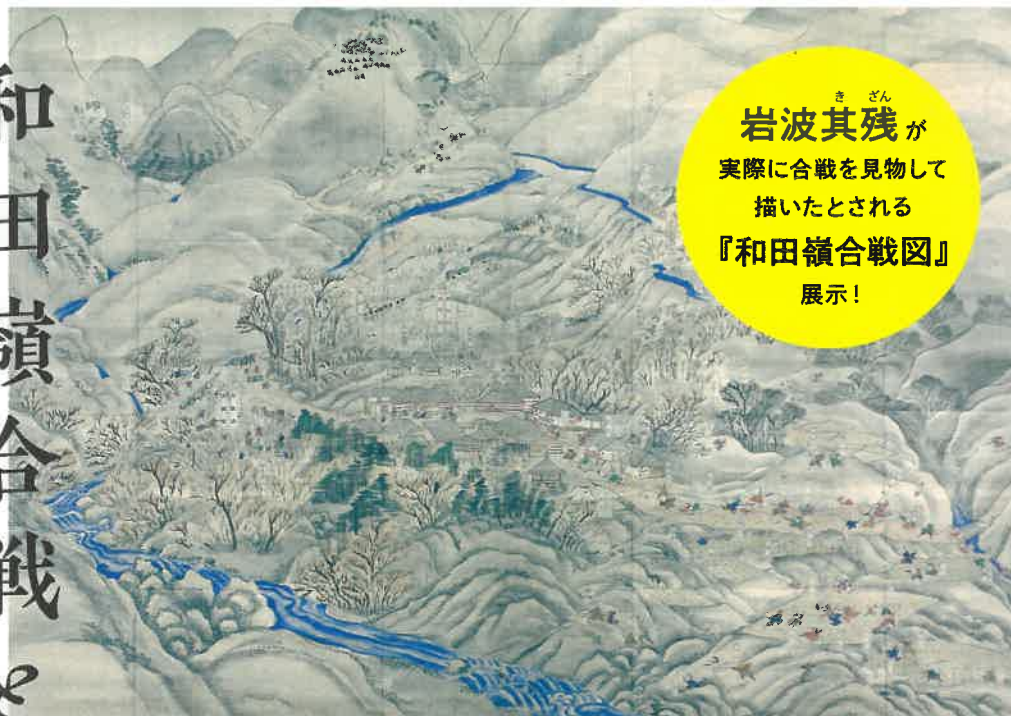 和田嶺合戦
と
岩波其残が
きざん
実際に合戦を見物して
描いたとされる
『和田嶺合戦図』
展示！